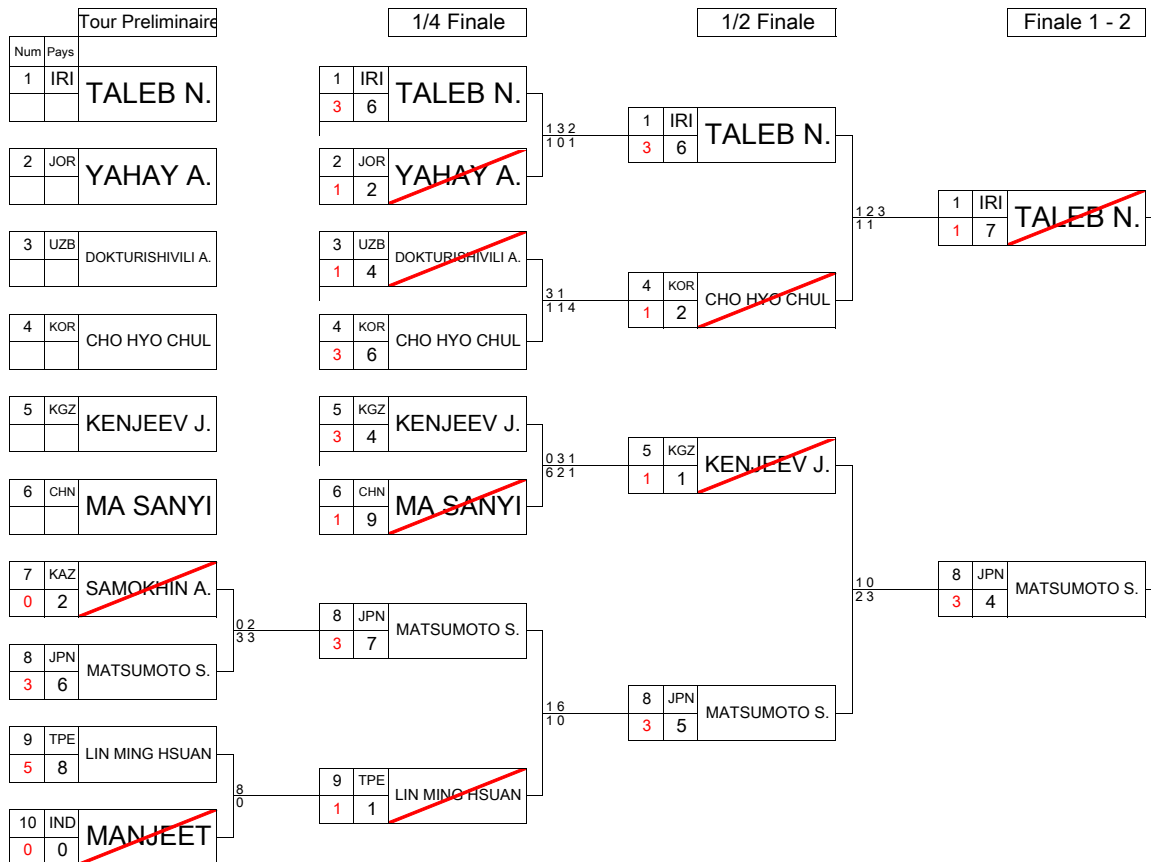 Tour Preliminaire
1/4 Finale
1/2 Finale
Finale 1 - 2
Num Pays
1 IRI TALEB N.
2 JOR YAHAY A.
3 UZB DOKTURISHIVILI A.
4 KOR CHO HYO CHUL
5 KGZ KENJEEV J.
6 CHN MA SANYI
7 KAZ SAMOKHIN A.
0 2
0 2
3 3
8 JPN MATSUMOTO S.
3 6
9 TPE LIN MING HSUAN
5 8
8
0
10 IND MANJEET
0 0
1 IRI TALEB N.
3 6
1 3 2
1 0 1
2 JOR YAHAY A.
1 2
3 UZB DOKTURISHIVILI A.
1 4
3 1
1 1 4
4 KOR CHO HYO CHUL
3 6
5 KGZ KENJEEV J.
3 4
0 3 1
6 2 1
6 CHN MA SANYI
1 9
8 JPN MATSUMOTO S.
3 7
1 6
1 0
9 TPE LIN MING HSUAN
1 1
1 IRI TALEB N.
3 6
1 2 3
1 1
4 KOR CHO HYO CHUL
1 2
5 KGZ KENJEEV J.
1 1
1 0
2 3
8 JPN MATSUMOTO S.
3 5
1 IRI TALEB N.
1 7
8 JPN MATSUMOTO S.
3 4